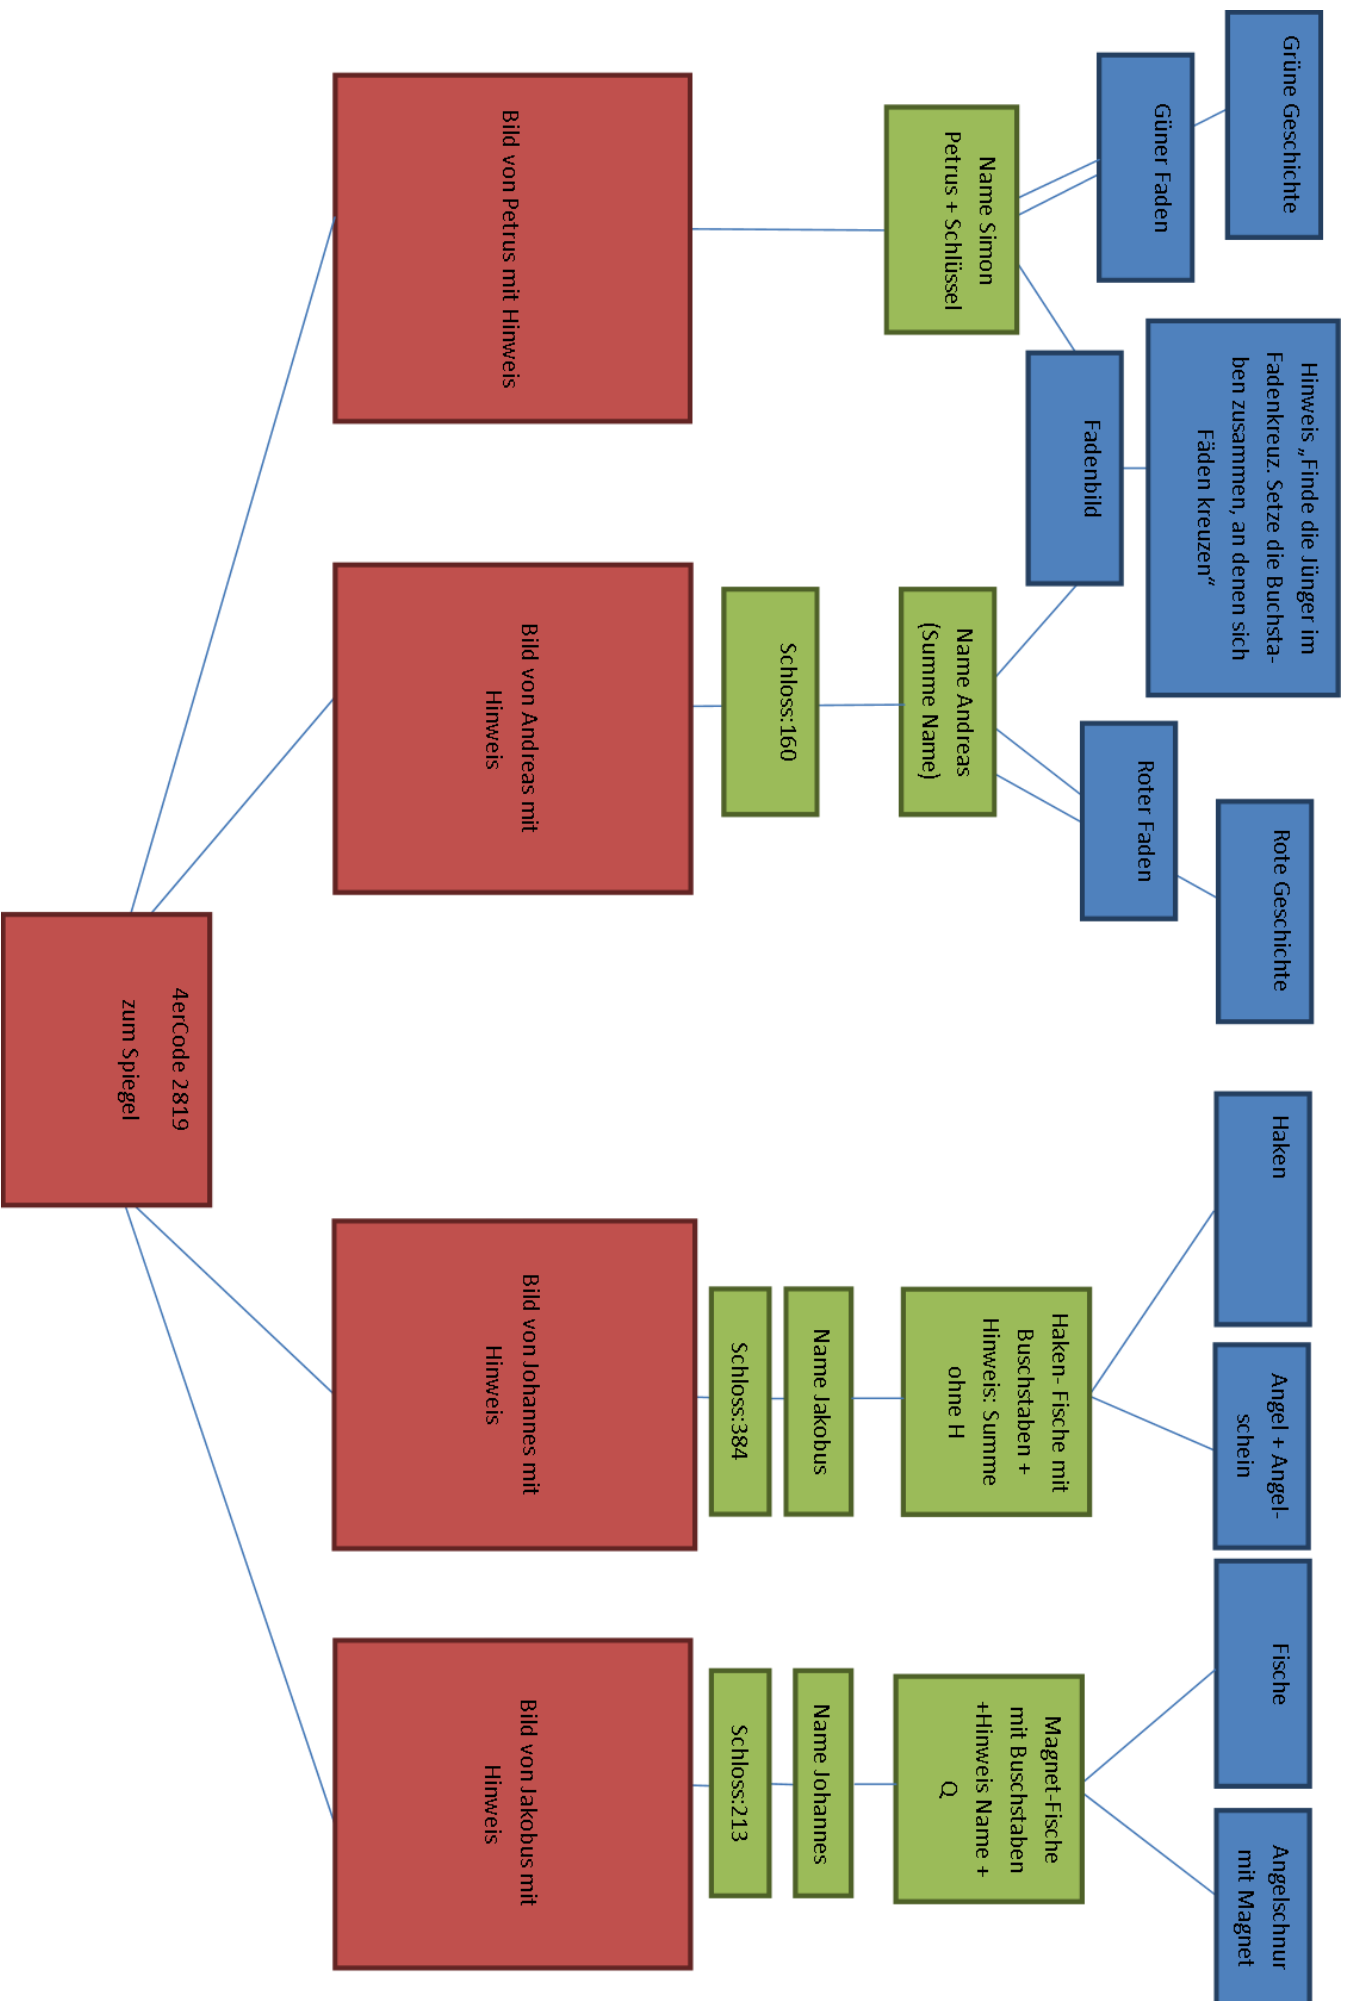 Grüne Geschichte
Güner Faden
Hinweis „Finde die Jünger im
Fadenkreuz. Setze die Buchsta-
ben zusammen, an denen sich
Fäden kreuzen“
Fadenbild
Roter Faden
Rote Geschichte
Haken
Angel + Angel-
schein
Fische
Angelschnur
mit Magnet
Name Simon
Petrus + Schlüssel
Name Andreas
(Summe Name)
Schloss:160
Haken- Fische mit
Buschstaben +
Hinweis: Summe
ohne H
Name Jakobus
Schloss:384
Magnet-Fische
mit Buschstaben
+Hinweis Name +
Q
Name Johannes
Schloss:213
Bild von Petrus mit Hinweis
Bild von Andreas mit
Hinweis
Bild von Johannes mit
Hinweis
Bild von Jakobus mit
Hinweis
4erCode 2819
zum Spiegel